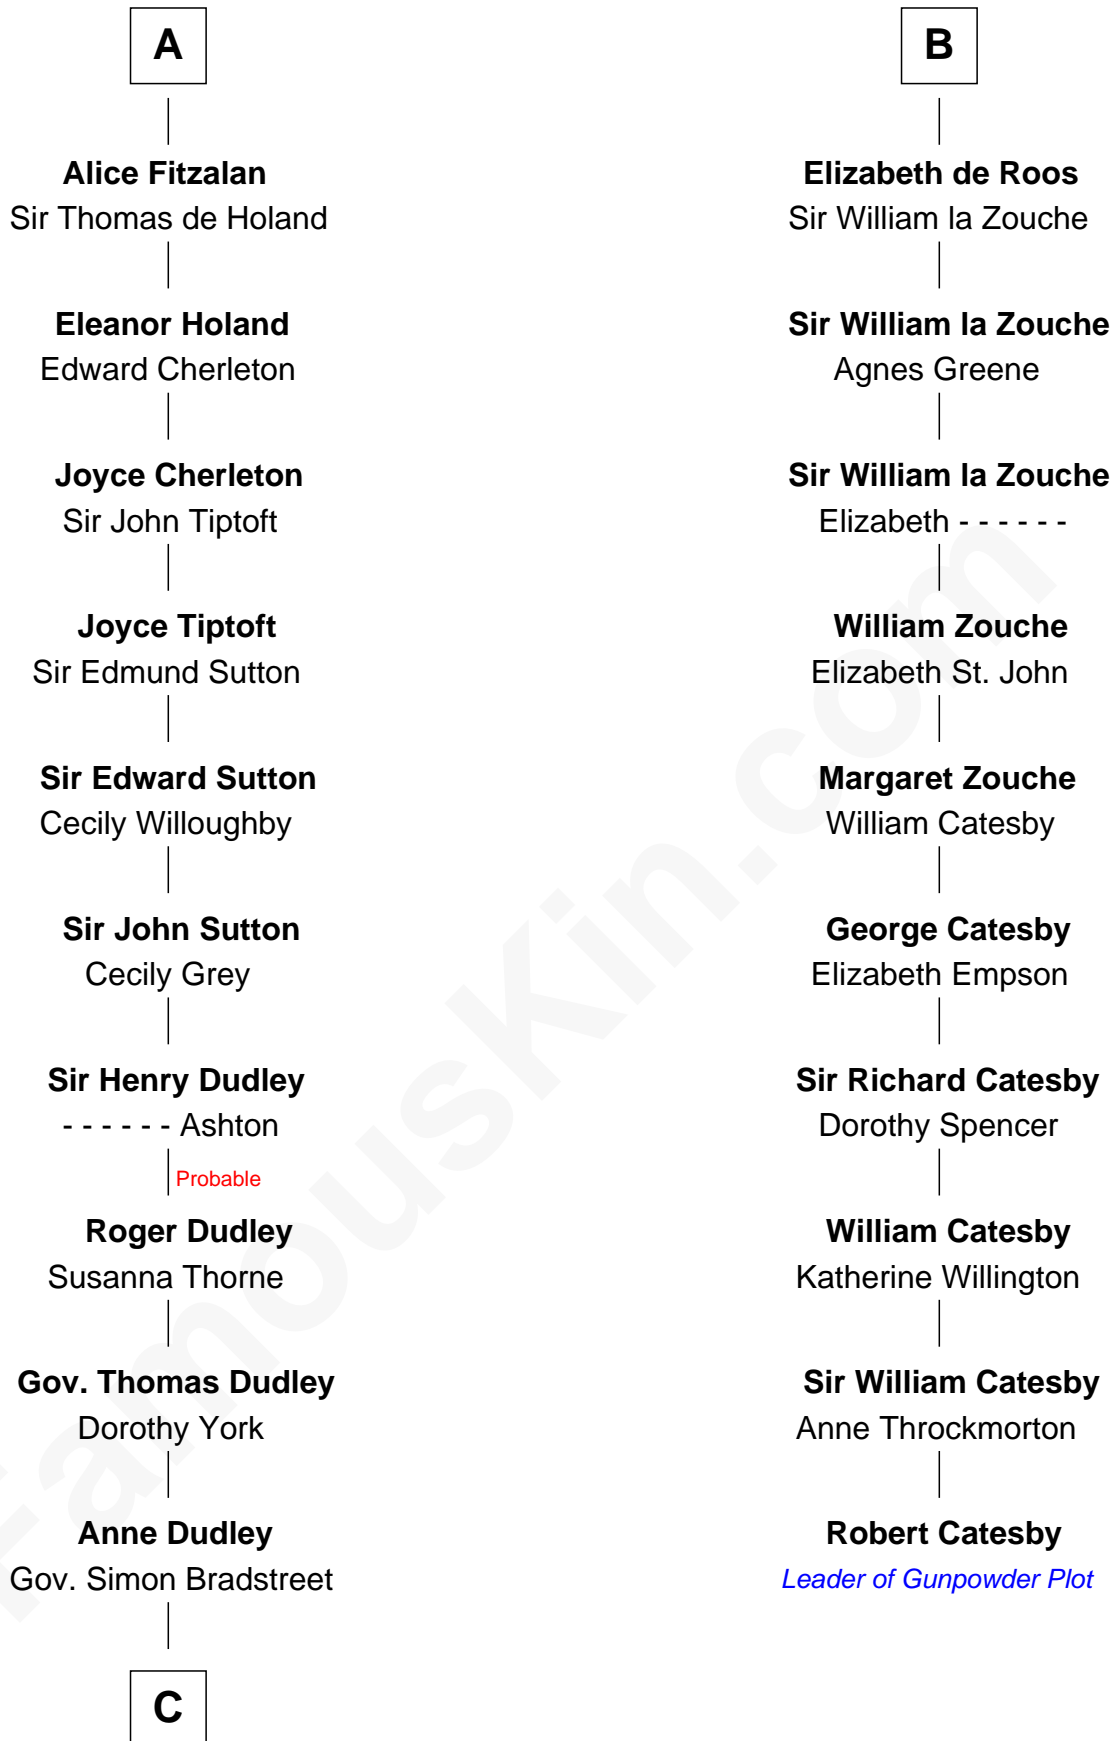 A
Alice Fitzalan
Sir Thomas de Holand
Eleanor Holand
Edward Cherleton
Joyce Cherleton
Sir John Tiptoft
Joyce Tiptoft
Sir Edmund Sutton
Sir Edward Sutton
Cecily Willoughby
Sir John Sutton
Cecily Grey
Sir Henry Dudley
- - - - - - Ashton
Probable
Roger Dudley
Susanna Thorne
Gov. Thomas Dudley
Dorothy York
Anne Dudley
Gov. Simon Bradstreet
C
B
Elizabeth de Roos
Sir William la Zouche
Sir William la Zouche
Agnes Greene
Sir William la Zouche
Elizabeth - - - - - -
William Zouche
Elizabeth St. John
Margaret Zouche
William Catesby
George Catesby
Elizabeth Empson
Sir Richard Catesby
Dorothy Spencer
William Catesby
Katherine Willington
Sir William Catesby
Anne Throckmorton
Robert Catesby
Leader of Gunpowder Plot
FamousKin.com